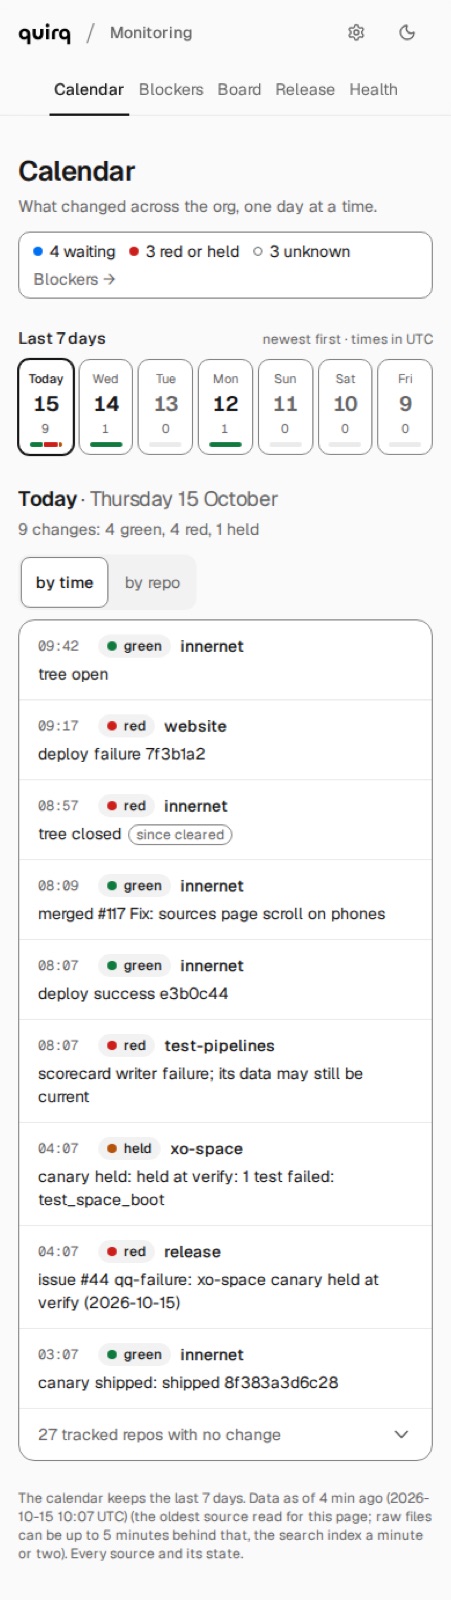 quirq / Monitoring
Calendar Blockers Board Release Health
Calendar
What changed across the org, one day at a time.
4 waiting 3 red or held 3 unknown
Blockers →
Last 7 days newest first · times in UTC
Today Wed Tue Mon Sun Sat Fri
15 14 13 12 11 10 9
9 1 0 1 0 0 0
Today · Thursday 15 October
9 changes: 4 green, 4 red, 1 held
by time by repo
09:42 green innernet
tree open
09:17 red website
deploy failure 7f3b1a2
08:57 red innernet
tree closed since cleared
08:09 green innernet
merged #117 Fix: sources page scroll on phones
08:07 green innernet
deploy success e3b0c44
08:07 red test-pipelines
scorecard writer failure; its data may still be
current
04:07 held xo-space
canary held: held at verify: 1 test failed:
test_space_boot
04:07 red release
issue #44 qq-failure: xo-space canary held at
verify (2026-10-15)
03:07 green innernet
canary shipped: shipped 8f383a3d6c28
27 tracked repos with no change
The calendar keeps the last 7 days. Data as of 4 min ago (2026-
10-15 10:07 UTC) (the oldest source read for this page; raw files
can be up to 5 minutes behind that, the search index a minute
or two). Every source and its state.